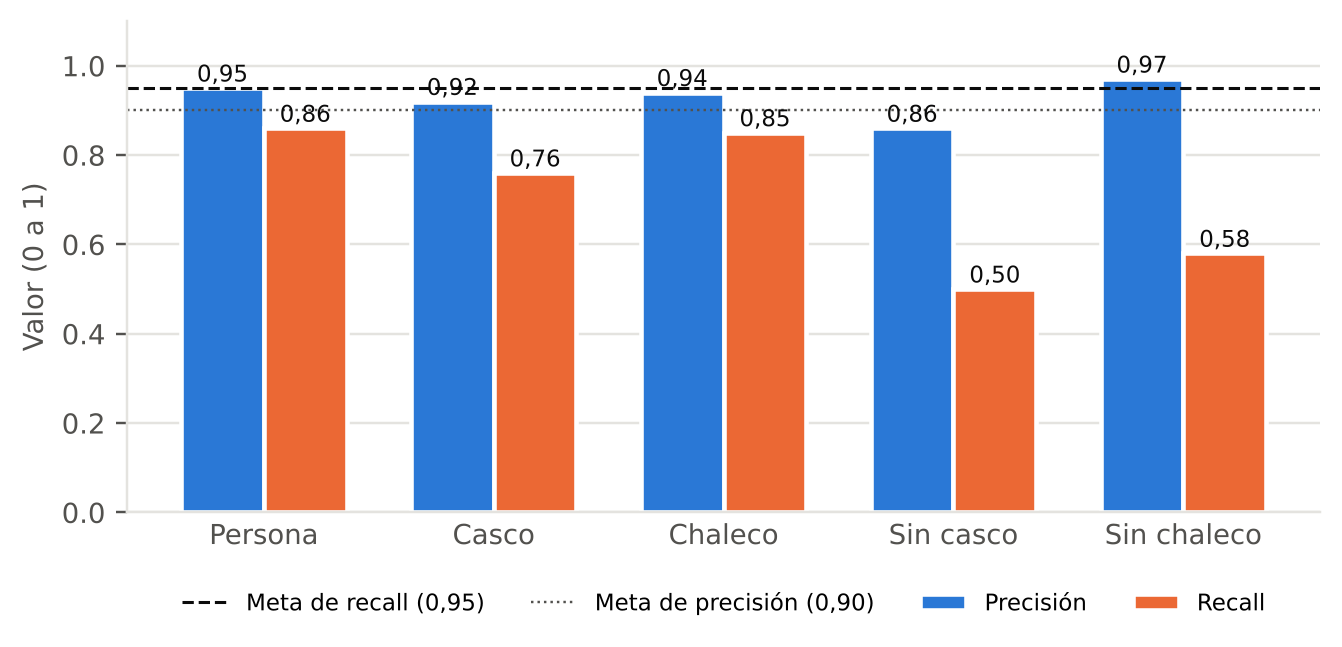 Valor (0 a 1)
1.0
0.8
0.6
0.4
0.2
0.0
0,95
0,86
0,92
0,76
0,94
0,85
0,86
0,50
0,97
0,58
Persona
Casco
Chaleco
Sin casco
Sin chaleco
Meta de recall (0,95)
Meta de precisión (0,90)
Precisión
Recall